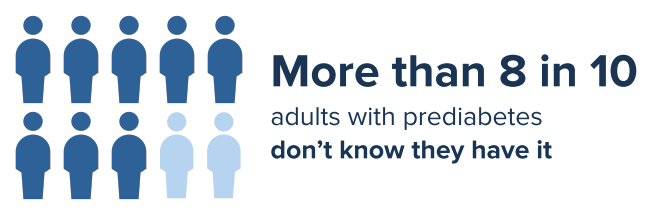 More than 8 in 10
adults with prediabetes
don’t know they have it